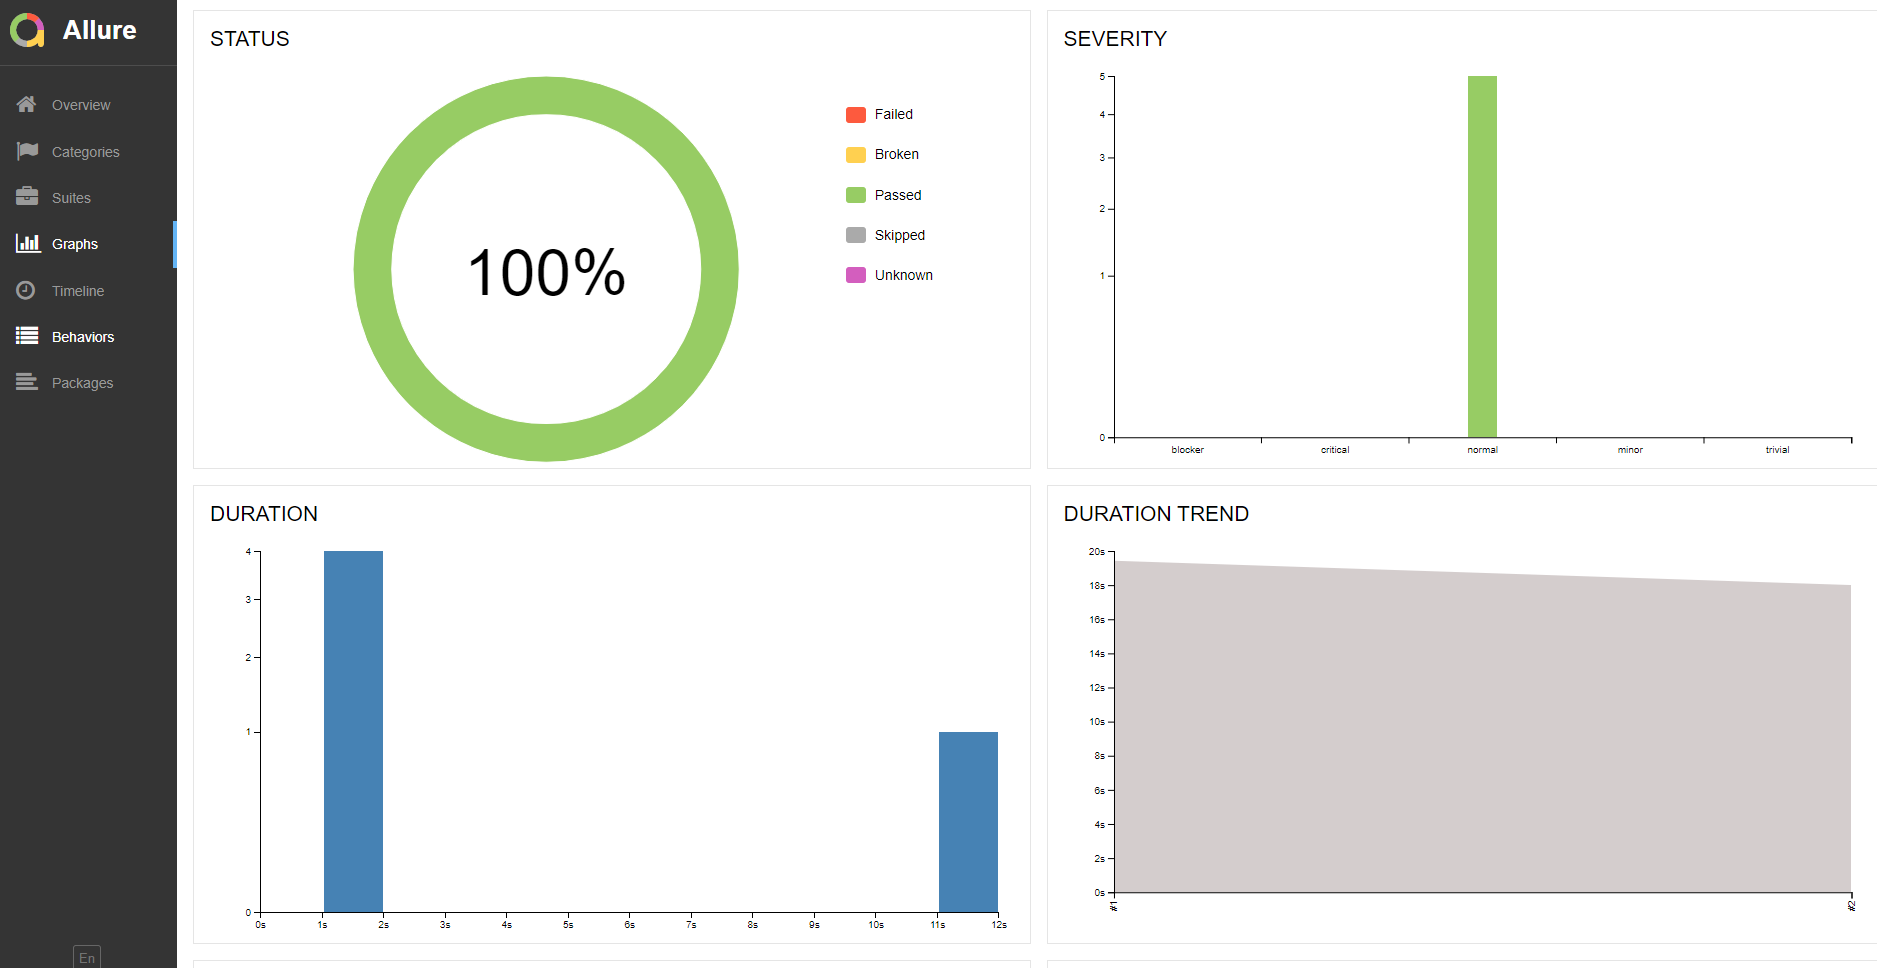 Allure
Overview
Categories
Suites
Graphs
Timeline
Behaviors
Packages
En
STATUS
100%
Failed
Broken
Passed
Skipped
Unknown
SEVERITY
5
4
3
2
1
0
blocker critical normal minor trivial
DURATION
4
3
2
1
0
0s 1s 2s 3s 4s 5s 6s 7s 8s 9s 10s 11s 12s
DURATION TREND
20s
18s
16s
14s
12s
10s
8s
6s
4s
2s
0s
#1 #2